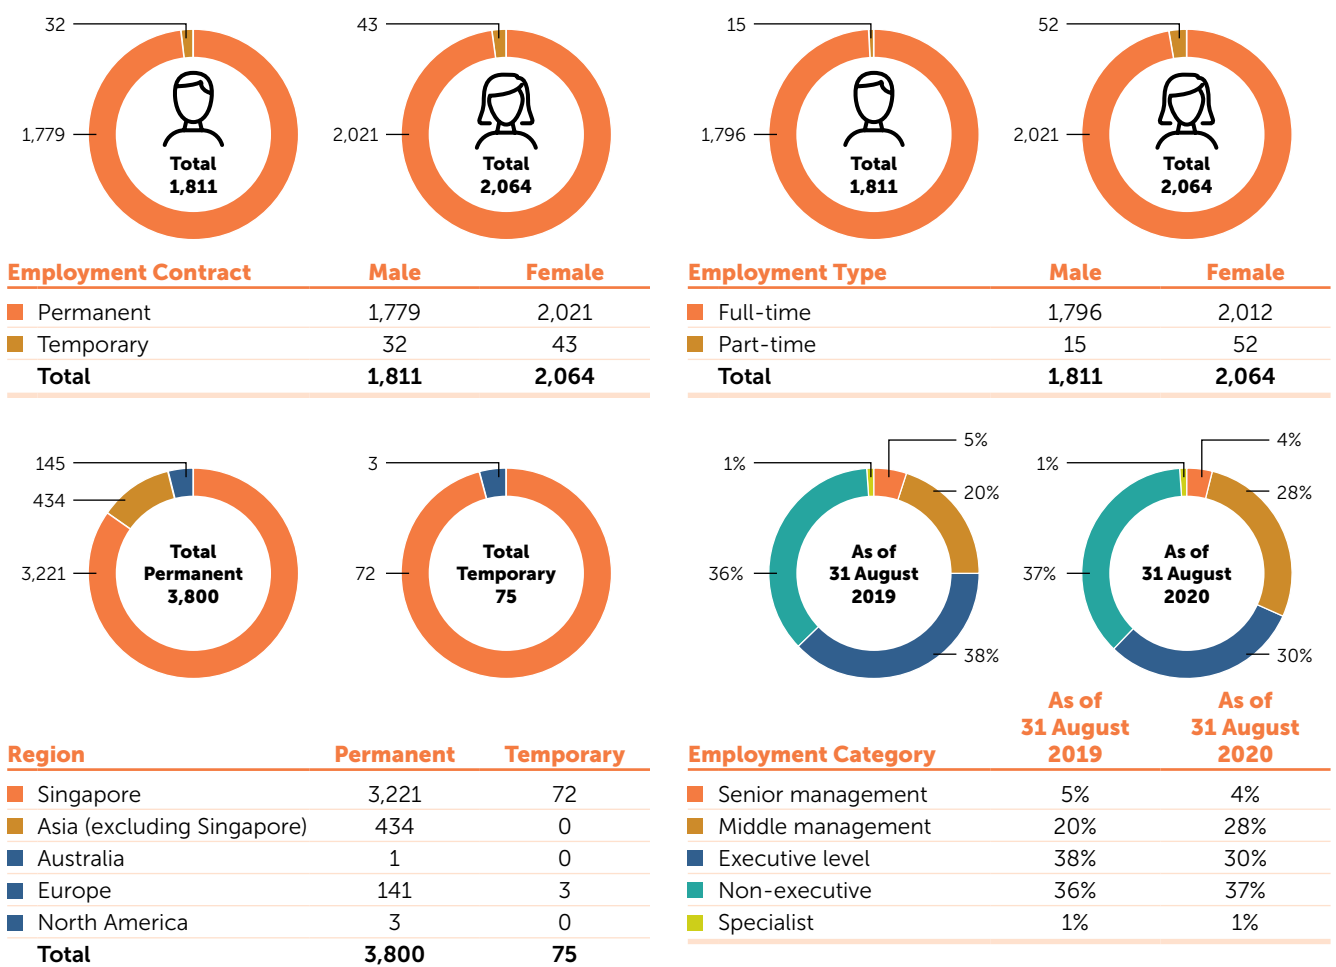 32
1,779
Total
1,811
43
2,021
Total
2,064
Employment Contract Male Female
Permanent 1,779 2,021
Temporary 32 43
Total 1,811 2,064
15
1,796
Total
1,811
52
2,021
Total
2,064
Employment Type Male Female
Full-time 1,796 2,012
Part-time 15 52
Total 1,811 2,064
145
434
3,221
Total
Permanent
3,800
3
72
Total
Temporary
75
Region Permanent Temporary
Singapore 3,221 72
Asia (excluding Singapore) 434 0
Australia 1 0
Europe 141 3
North America 3 0
Total 3,800 75
5%
1%
20%
36%
As of
31 August
2019
38%
4%
1%
28%
37%
As of
31 August
2020
30%
As of As of
31 August 31 August
Employment Category 2019 2020
Senior management 5% 4%
Middle management 20% 28%
Executive level 38% 30%
Non-executive 36% 37%
Specialist 1% 1%